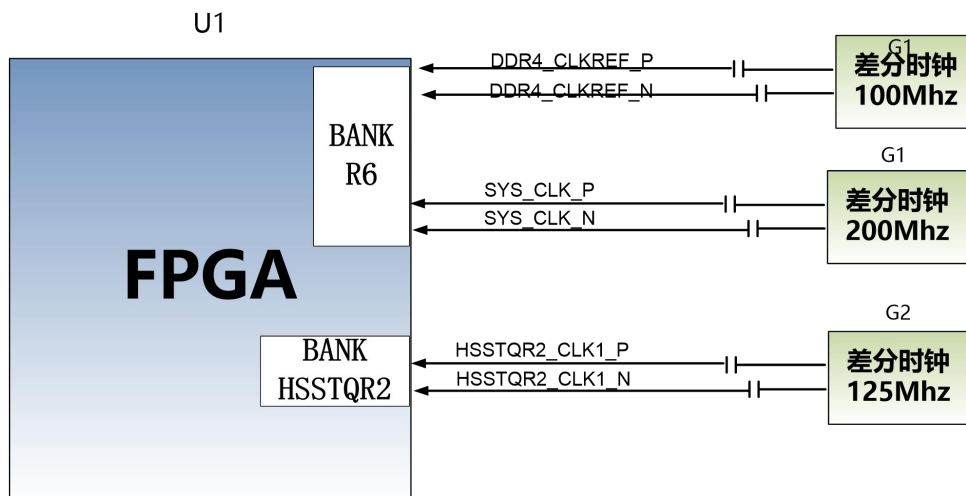 U1
G1
DDR4_CLKREF_P
差分时钟
100Mhz
DDR4_CLKREF_N
BANK
R6
G1
SYS_CLK_P
差分时钟
200Mhz
SYS_CLK_N
FPGA
G2
BANK
HSSTQR2
HSSTQR2_CLK1_P
差分时钟
125Mhz
HSSTQR2_CLK1_N